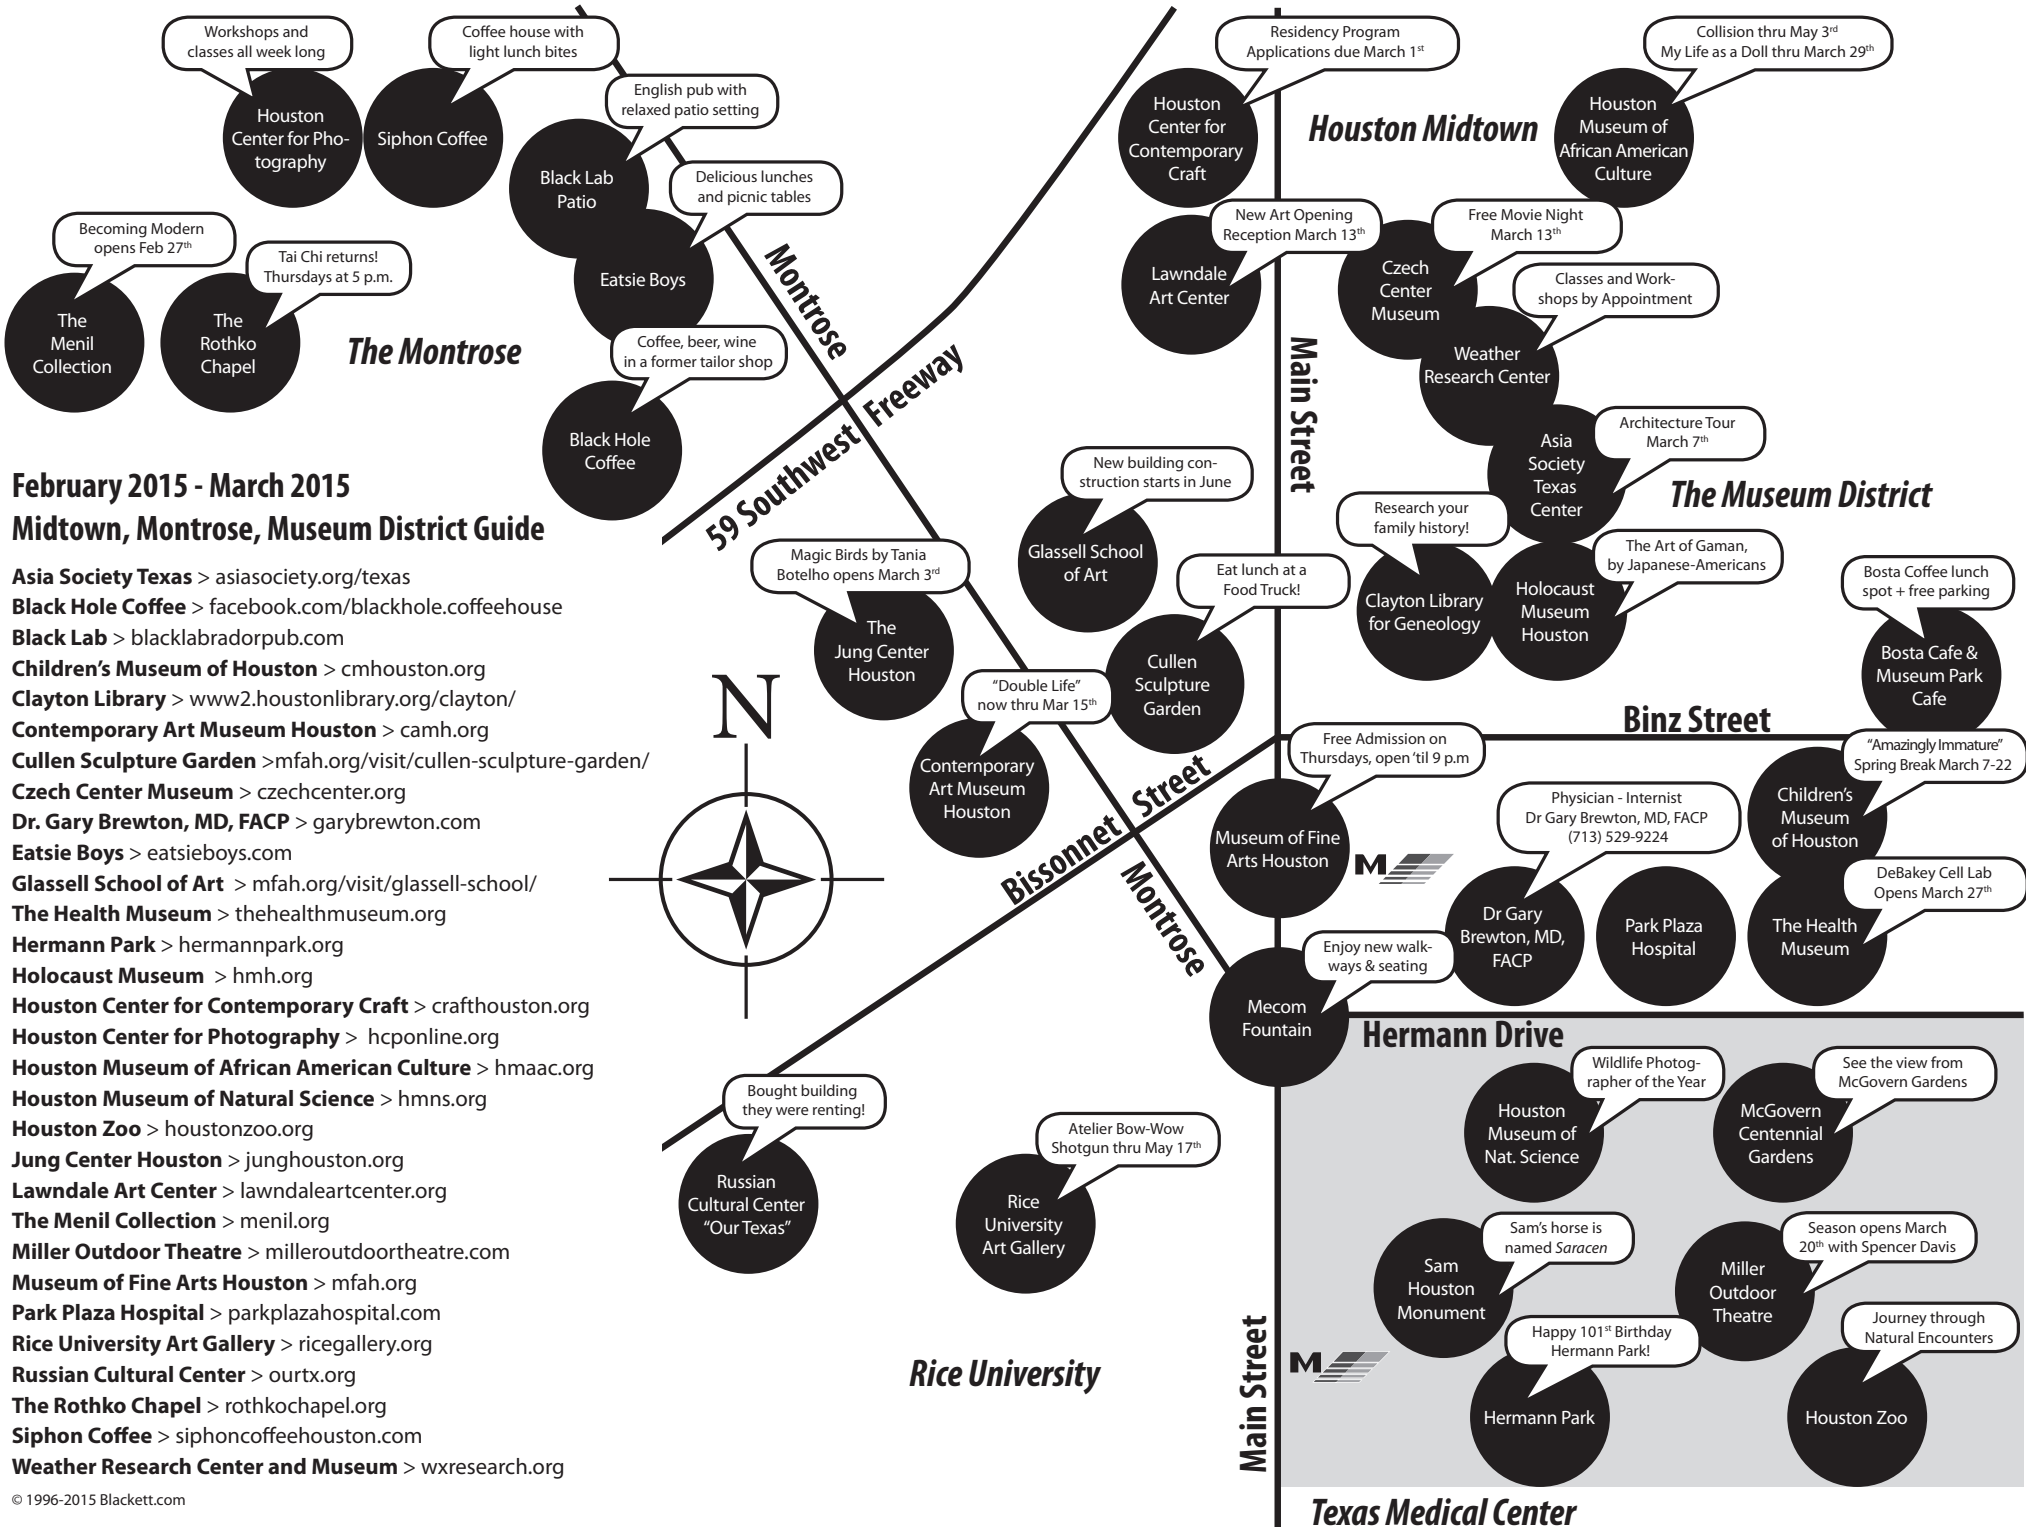 Workshops and
classes all week long
Houston
Center for Pho-
tography
Coffee house with
light lunch bites
Siphon Coffee
English pub with
relaxed patio setting
Black Lab
Patio
Delicious lunches
and picnic tables
Eatsie Boys
Becoming Modern
opens Feb 27th
The
Menil
Collection
Tai Chi returns!
Thursdays at 5 p.m.
The
Rothko
Chapel
The Montrose
Coffee, beer, wine
in a former tailor shop
Black Hole
Coffee
Montrose
59 Southwest Freeway
Residency Program
Applications due March 1st
Houston
Center for
Contemporary
Craft
Houston Midtown
Collision thru May 3rd
My Life as a Doll thru March 29th
Houston
Museum of
African American
Culture
New Art Opening
Reception March 13th
Lawndale
Art Center
Free Movie Night
March 13th
Czech
Center
Museum
Classes and Work-
shops by Appointment
Weather
Research Center
Main Street
Architecture Tour
March 7th
Asia
Society
Texas
Center
The Museum District
New building con-
struction starts in June
Glassell School
of Art
Research your
family history!
Clayton Library
for Geneology
The Art of Gaman,
by Japanese-Americans
Holocaust
Museum
Houston
Magic Birds by Tania
Botelho opens March 3rd
The
Jung Center
Houston
Eat lunch at a
Food Truck!
Cullen
Sculpture
Garden
Bosta Coffee lunch
spot + free parking
Bosta Cafe &
Museum Park
Cafe
"Double Life"
now thru Mar 15th
Contemporary
Art Museum
Houston
N
Binz Street
Bissonnet Street
Montrose
Free Admission on
Thursdays, open 'til 9 p.m
Museum of Fine
Arts Houston
M
"Amazingly Immature"
Spring Break March 7-22
Children's
Museum
of Houston
Physician - Internist
Dr Gary Brewton, MD, FACP
(713) 529-9224
Dr Gary
Brewton, MD,
FACP
Park Plaza
Hospital
DeBakey Cell Lab
Opens March 27th
The Health
Museum
Enjoy new walk-
ways & seating
Mecom
Fountain
Hermann Drive
Wildlife Photog-
rapher of the Year
Houston
Museum of
Nat. Science
See the view from
McGovern Gardens
McGovern
Centennial
Gardens
Bought building
they were renting!
Russian
Cultural Center
"Our Texas"
Atelier Bow-Wow
Shotgun thru May 17th
Rice
University
Art Gallery
Sam's horse is
named Saracen
Sam
Houston
Monument
Season opens March
20th with Spencer Davis
Miller
Outdoor
Theatre
Happy 101st Birthday
Hermann Park!
Hermann Park
Journey through
Natural Encounters
Houston Zoo
Rice University
Main Street
M
Texas Medical Center
February 2015 - March 2015
Midtown, Montrose, Museum District Guide
Asia Society Texas > asiasociety.org/texas
Black Hole Coffee > facebook.com/blackhole.coffeehouse
Black Lab > blacklabradorpub.com
Children's Museum of Houston > cmhouston.org
Clayton Library > www2.houstonlibrary.org/clayton/
Contemporary Art Museum Houston > camh.org
Cullen Sculpture Garden >mfah.org/visit/cullen-sculpture-garden/
Czech Center Museum > czechcenter.org
Dr. Gary Brewton, MD, FACP > garybrewton.com
Eatsie Boys > eatsieboys.com
Glassell School of Art > mfah.org/visit/glassell-school/
The Health Museum > thehealthmuseum.org
Hermann Park > hermannpark.org
Holocaust Museum > hmh.org
Houston Center for Contemporary Craft > crafthouston.org
Houston Center for Photography > hcponline.org
Houston Museum of African American Culture > hmaac.org
Houston Museum of Natural Science > hmns.org
Houston Zoo > houstonzoo.org
Jung Center Houston > junghouston.org
Lawndale Art Center > lawndaleartcenter.org
The Menil Collection > menil.org
Miller Outdoor Theatre > milleroutdoortheatre.com
Museum of Fine Arts Houston > mfah.org
Park Plaza Hospital > parkplazahospital.com
Rice University Art Gallery > ricegallery.org
Russian Cultural Center > ourtx.org
The Rothko Chapel > rothkochapel.org
Siphon Coffee > siphoncoffeehouston.com
Weather Research Center and Museum > wxresearch.org
© 1996-2015 Blackett.com